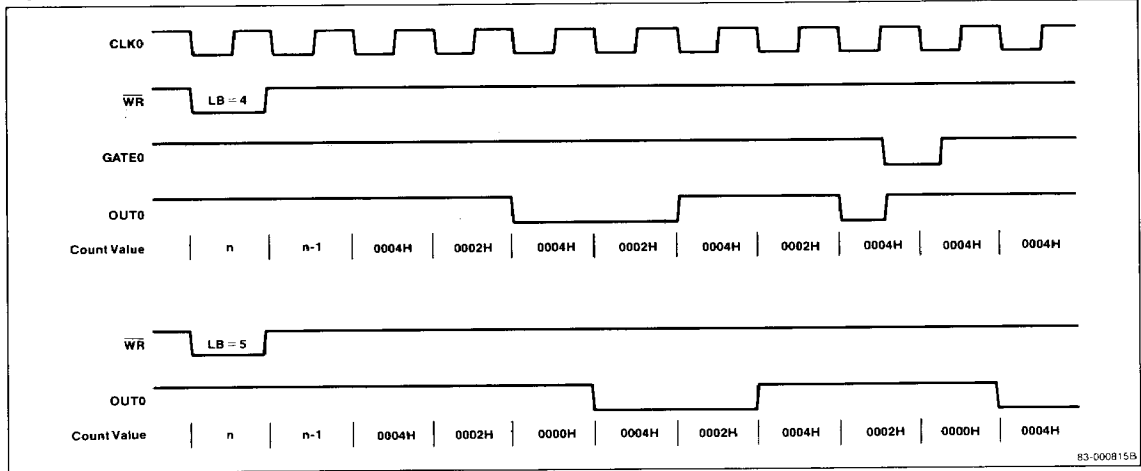 CLK0
WR LB = 4
GATE0
OUT0
Count Value n n-1 0004H 0002H 0004H 0002H 0004H 0002H 0004H 0004H 0004H
WR LB = 5
OUT0
Count Value n n-1 0004H 0002H 0000H 0004H 0002H 0004H 0002H 0000H 0004H
83-000815B